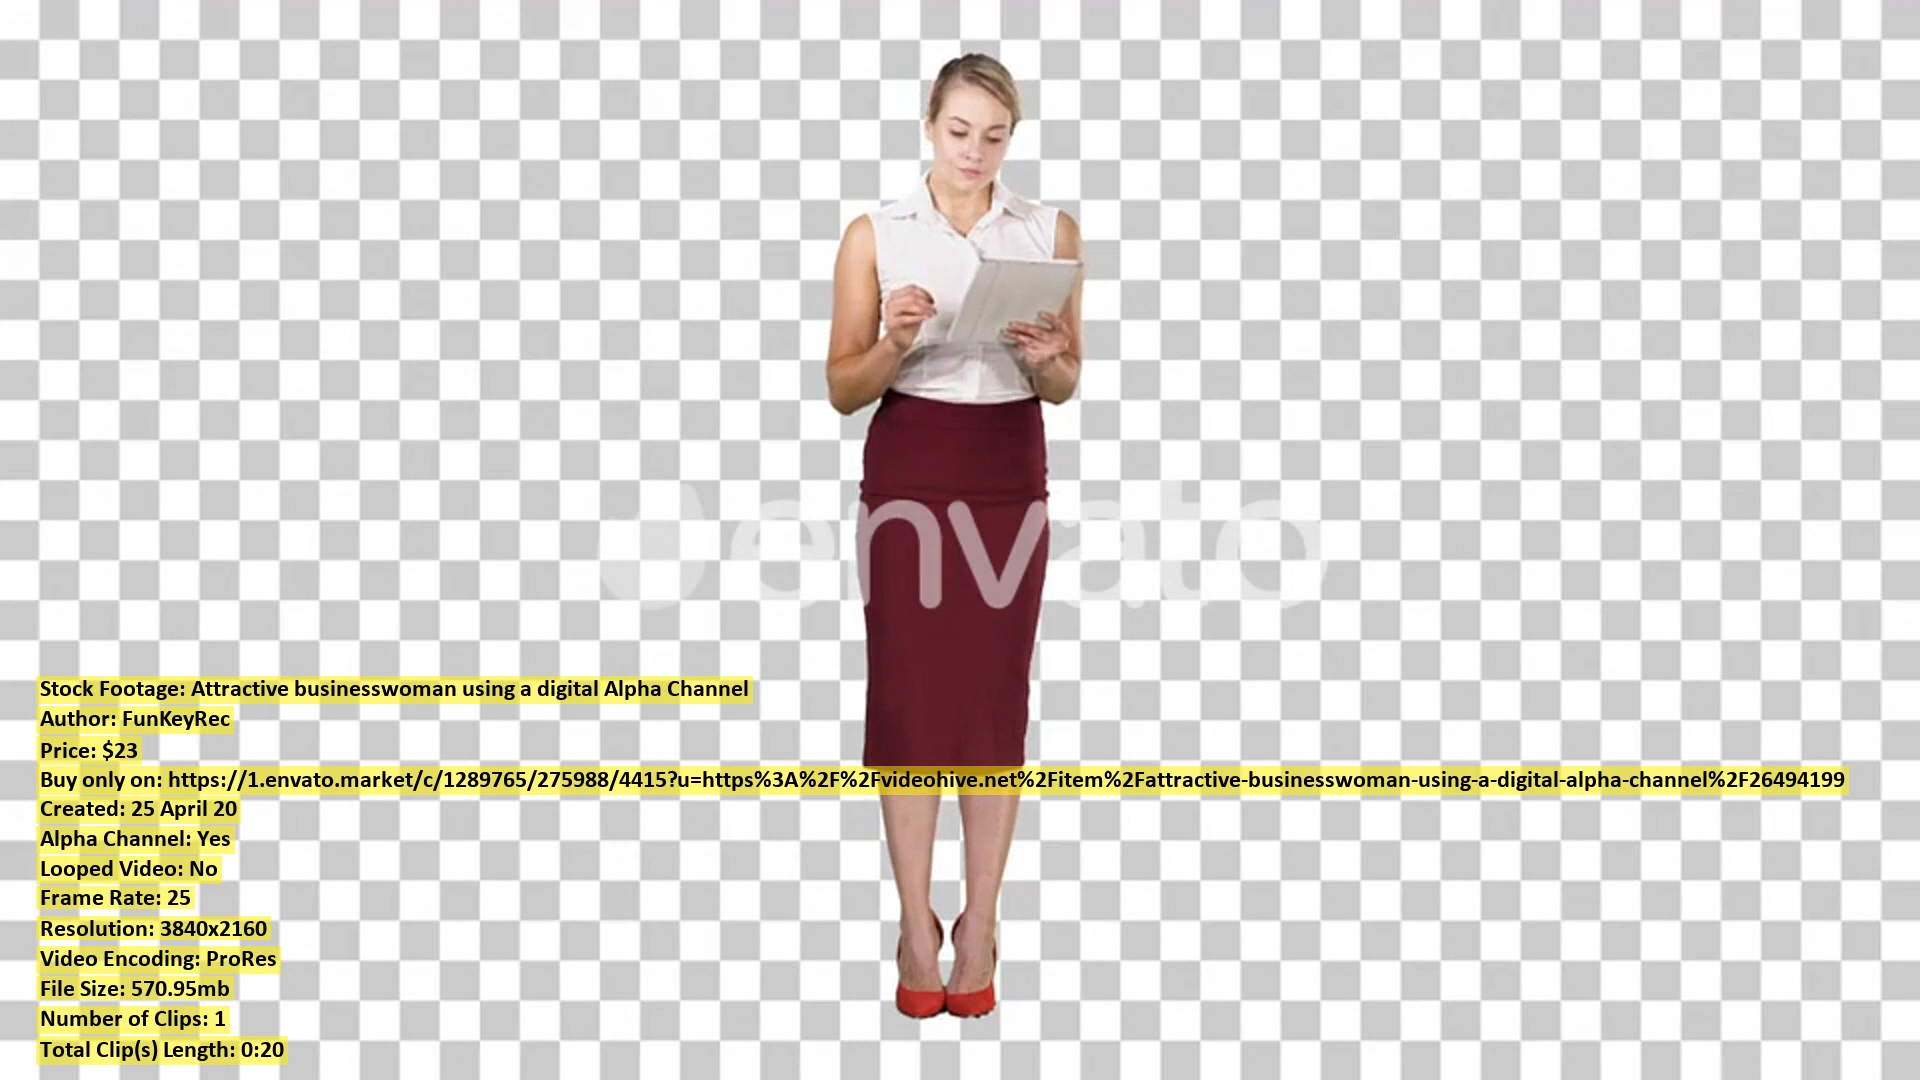 envato
Stock Footage: Attractive businesswoman using a digital Alpha Channel
Author: FunKeyRec
Price: $23
Buy only on: https://1.envato.market/c/1289765/275988/4415?u=https%3A%2F%2Fvideohive.net%2Fitem%2Fattractive-businesswoman-using-a-digital-alpha-channel%2F26494199
Created: 25 April 20
Alpha Channel: Yes
Looped Video: No
Frame Rate: 25
Resolution: 3840x2160
Video Encoding: ProRes
File Size: 570.95mb
Number of Clips: 1
Total Clip(s) Length: 0:20